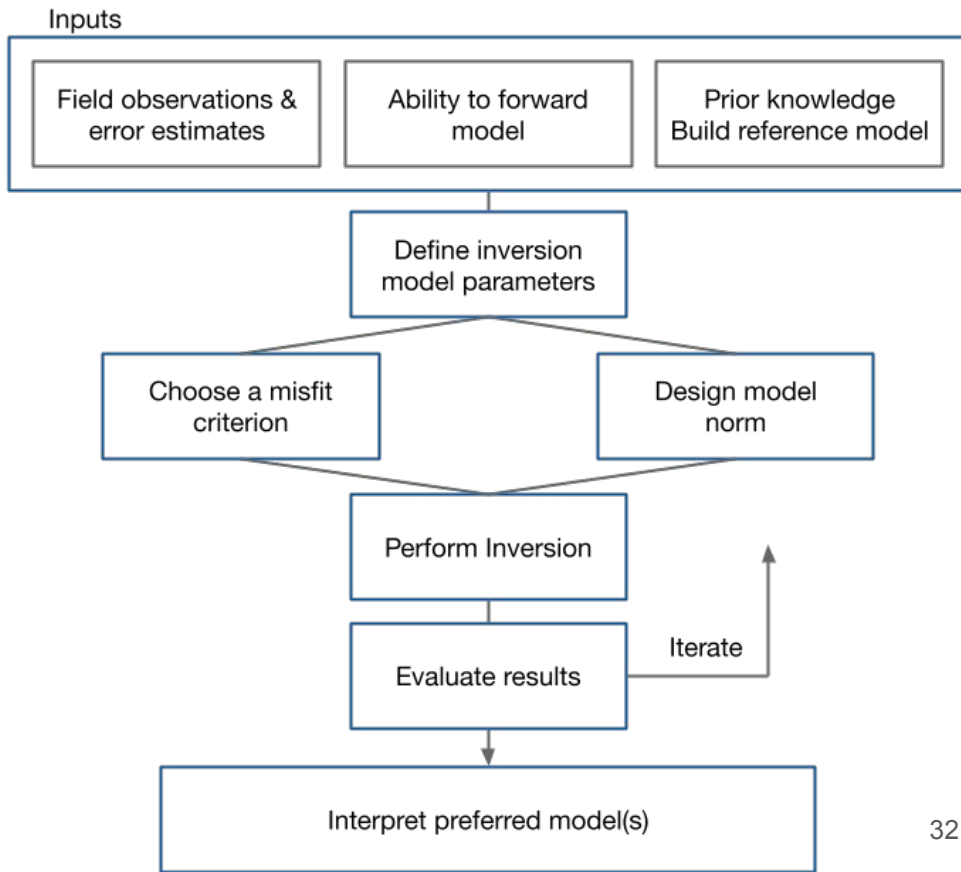 Inputs
Field observations &
error estimates
Ability to forward
model
Prior knowledge
Build reference model
Define inversion
model parameters
Choose a misfit
criterion
Design model
norm
Perform Inversion
Iterate
Evaluate results
Interpret preferred model(s)
32